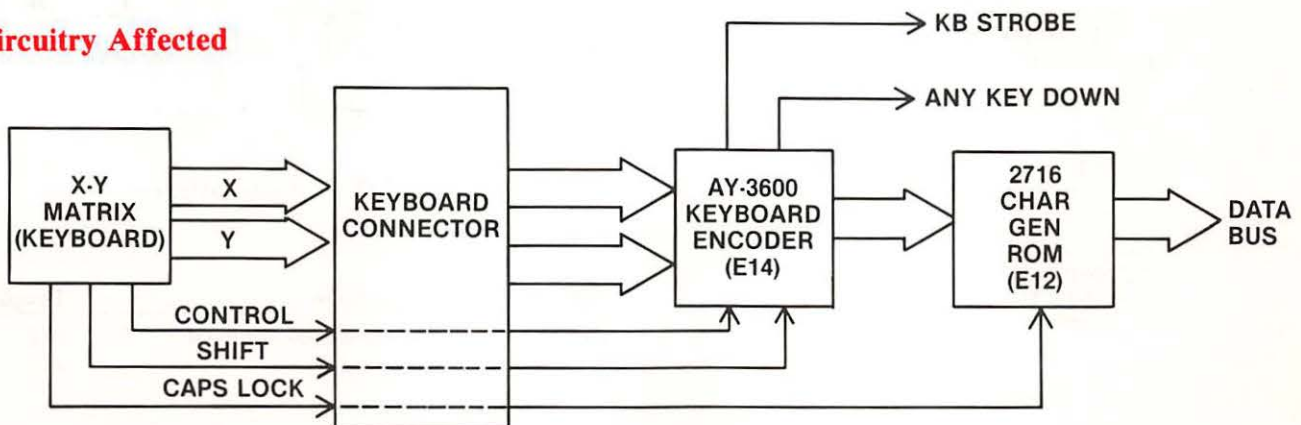 ircuitry Affected
KB STROBE
ANY KEY DOWN
X-Y
MATRIX
(KEYBOARD)
X
Y
KEYBOARD
CONNECTOR
AY-3600
KEYBOARD
ENCODER
(E14)
2716
CHAR
GEN
ROM
(E12)
DATA
BUS
CONTROL
SHIFT
CAPS LOCK